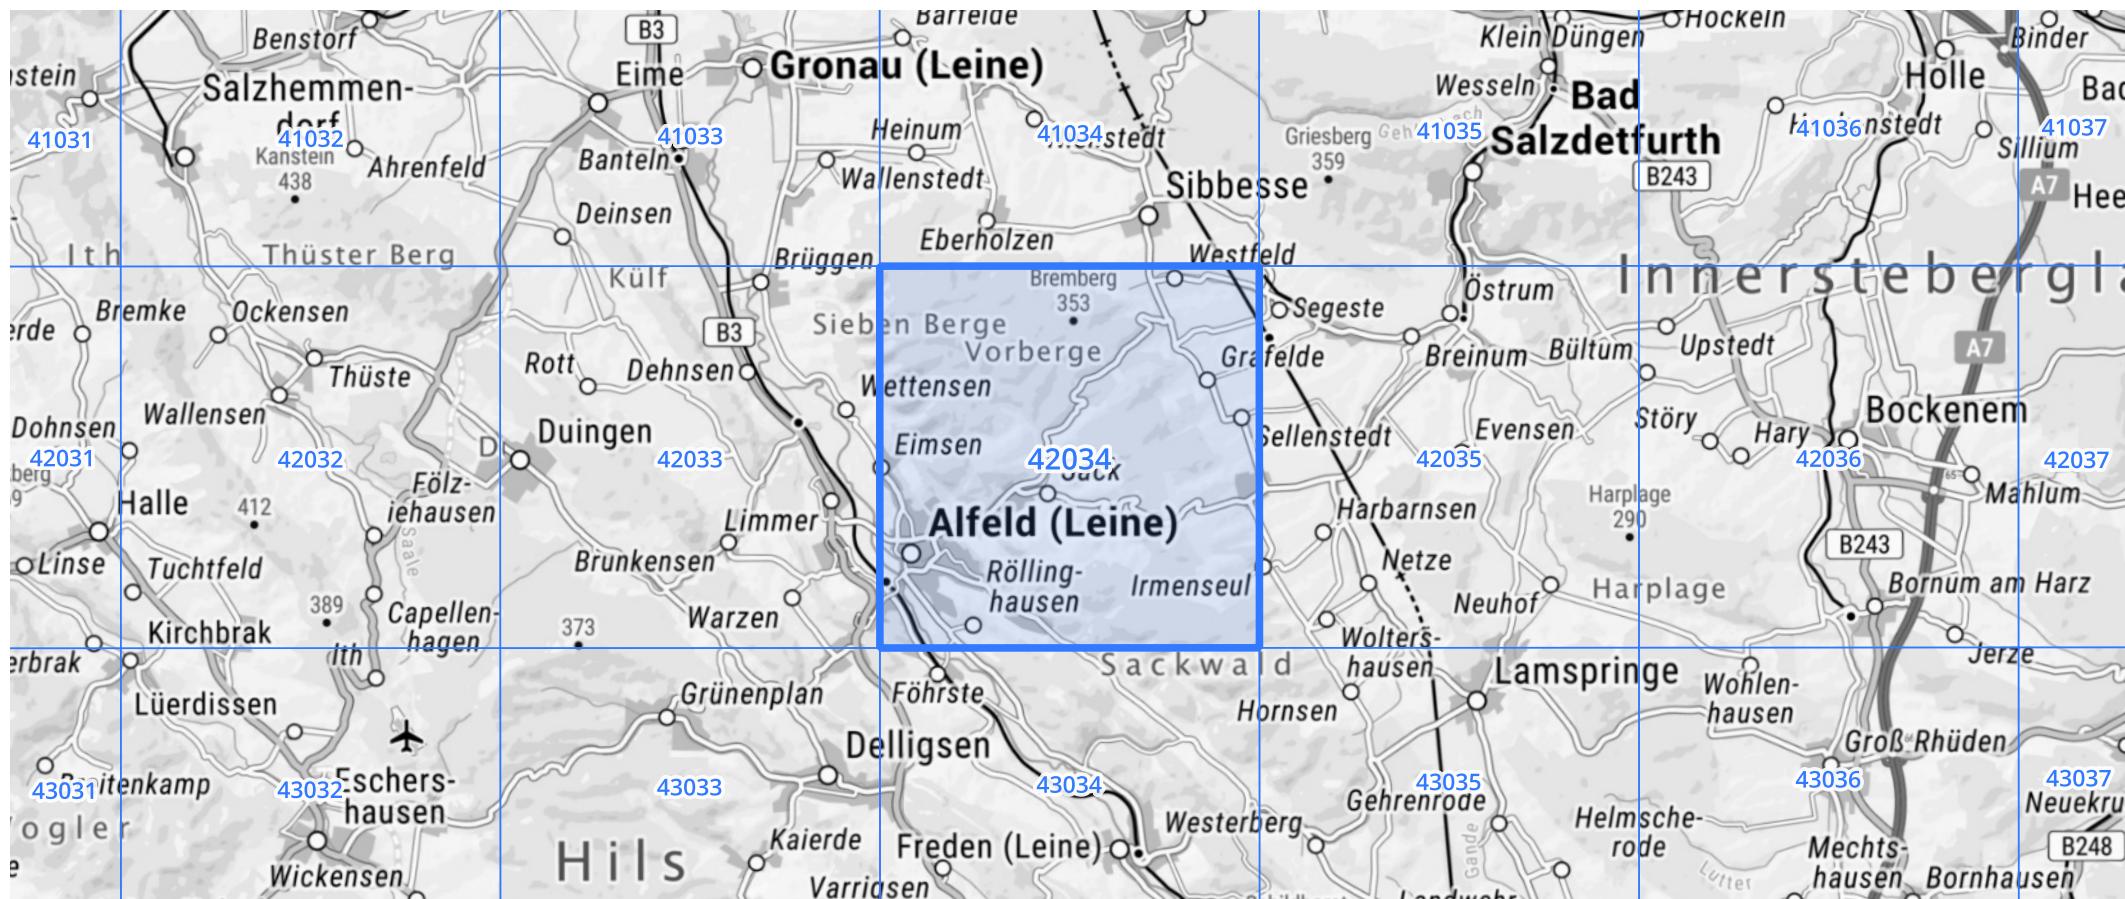 Benstorf
B3
Barfelde
Klein Düngen
Hockeln
Binder
Eime
Gronau (Leine)
Holle
Salzhemmen-
dorf
Wesseln
Bad
Salzdetfurth
41031
41032
41033
41034
41035
41036
41037
Kanstein
438
Ahrenfeld
Banteln
Heinum
Wallenstedt
Griesberg
359
Sillium
B243
A7
Sibbesse
Deinsen
Eberholzen
Westfeld
Ith
Thüster Berg
Külf
Brüggen
Bremberg
353
Östrum
Bremke
Ockensen
B3
Sieben Berge
Vorberge
Segeste
Grafelde
Breinum
Bültum
Upstedt
A7
Thüste
Rott
Dehnsen
Wettensen
Wallensen
Bockenem
Dohnsen
Duingen
D
Eimsen
Sellenstedt
Evensen
Störy
Hary
42031
42032
42033
42034
42035
42036
42037
Sack
Halle
412
Fölz-
iehausen
Saale
Limmer
Alfeld (Leine)
Harbarnsen
Harplage
290
65
Mahlum
B243
Linse
Tuchtfeld
Brunkensen
Rölling-
hausen
Irmenseul
Netze
Harplage
Bornum am Harz
389
Capellen-
hagen
Warzen
Neuhof
Kirchbrak
373
Wolters-
hausen
Ith
Sackwald
Lamspringe
Jerze
Lüerdissen
Grünenplan
Föhrste
Hornsen
Wohlen-
hausen
Delligsen
Groß Rhüden
43031
43032
43033
43034
43035
43036
43037
Eschers-
hausen
Gehrenrode
Hils
Kaierde
Freden (Leine)
Westerberg
Gande
Helmsche-
rode
Mechts-
hausen
B248
Wickensen
Varrigsen
Lutter
Bornhausen